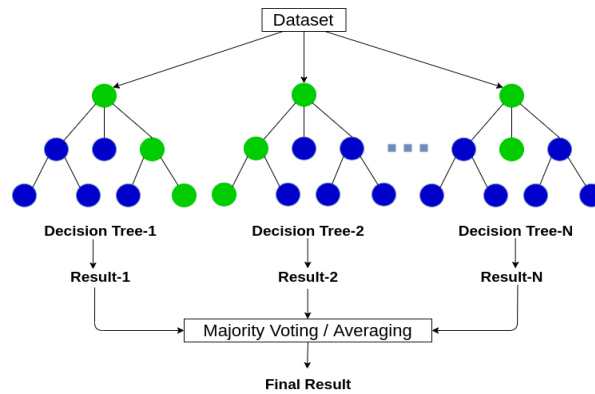 Dataset
Decision Tree-1
Decision Tree-2
Decision Tree-N
Result-1
Result-2
Result-N
Majority Voting / Averaging
Final Result